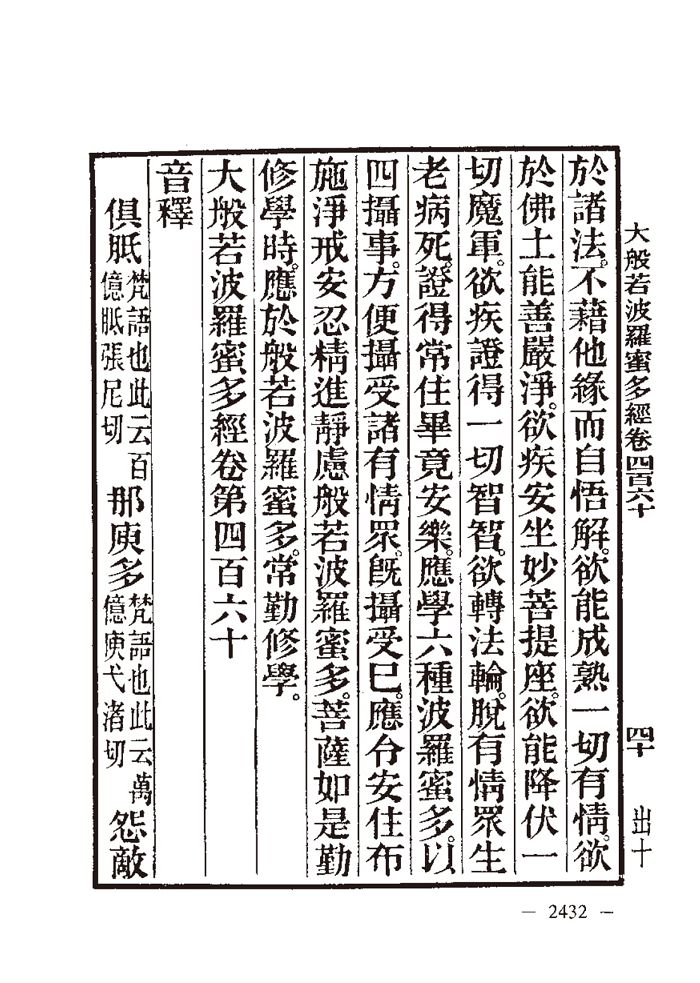 大般若波羅蜜多經卷四百六十 四十 出十
於諸法。不藉他緣而自悟解。欲能成熟一切有情。欲
於佛土能善嚴淨。欲疾安坐妙菩提座。欲能降伏一
切魔軍。欲疾證得一切智智。欲轉法輪。脫有情眾生
老病死。證得常住畢竟安樂。應學六種波羅蜜多。以
四攝事。方便攝受諸有情眾。旣攝受巳。應令安住布
施淨戒安忍精進靜慮般若波羅蜜多。菩薩如是勤
修學時。應於般若波羅蜜多。常勤修學。
大般若波羅蜜多經卷第四百六十
音釋
俱胝 梵語也此云百億胝張尼切 那庾多 梵語也此云萬億庾弋渚切 怨敵
— 2432 —